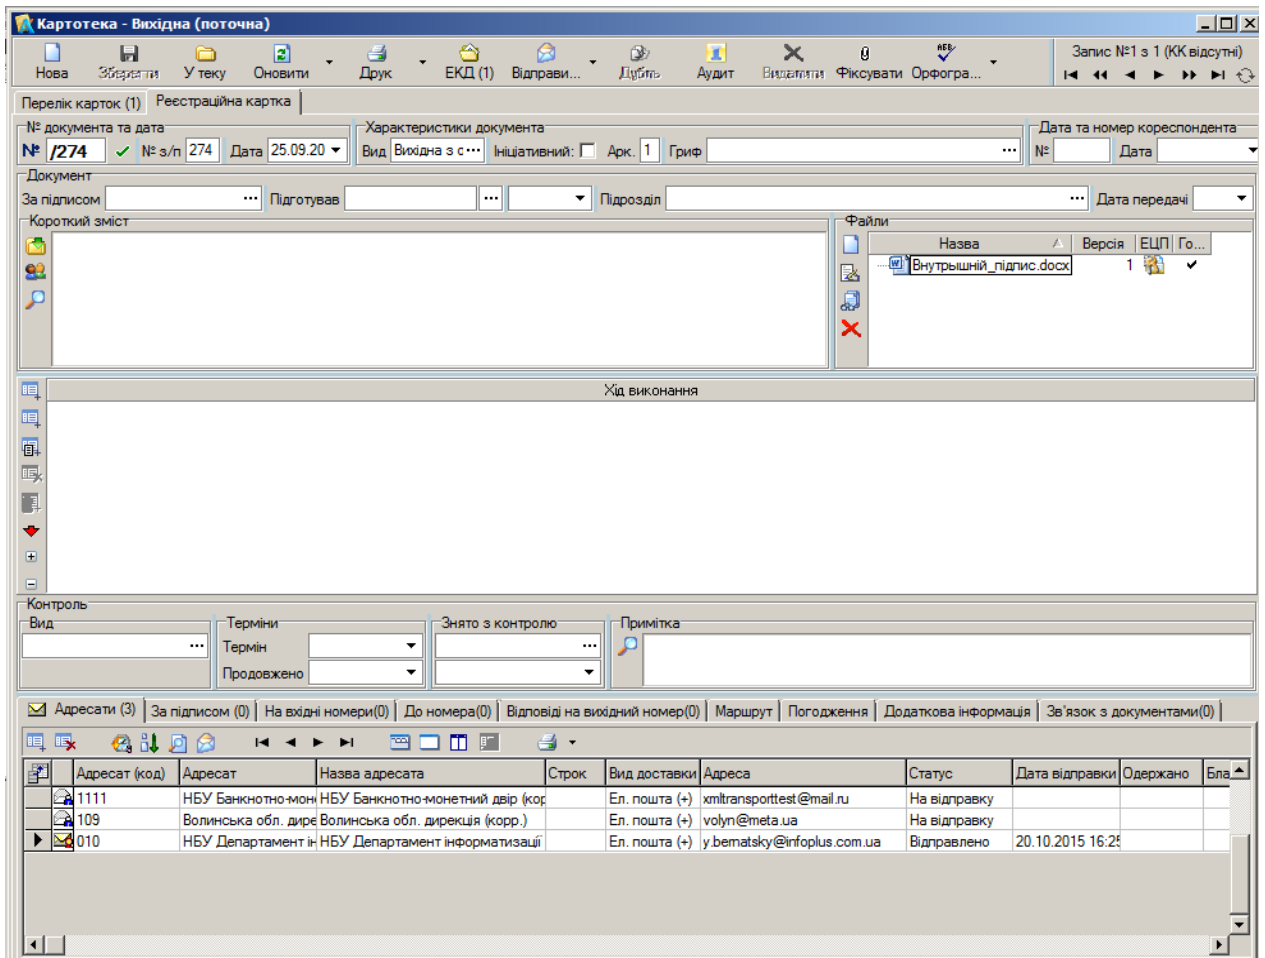 Картотека - Вихідна (поточна)
Нова Зберегти У теку Оновити Друк ЕКД (1) Відправи... Дубль Аудит Видалити Фіксувати Орфогра...
Запис №1 з 1 (КК відсутні)
Перелік карток (1) Реєстраційна картка
№ документа та дата Характеристики документа Дата та номер кореспондента
№ /274 № з/п 274 Дата 25.09.20 Вид Вихідна з с ... Ініціативний: Арк. 1 Гриф ... № Дата
Документ
За підписом ... Підготував ... Підрозділ ... Дата передачі
Короткий зміст Файли
Назва Версія ЕЦП Го...
Внутрышній_підпис.docx 1
Хід виконання
Контроль
Вид Терміни Знято з контролю Примітка
... Термін ...
Продовжено
Адресати (3) За підписом (0) На вхідні номери(0) До номера(0) Відповіді на вихідний номер(0) Маршрут Погодження Додаткова інформація Зв'язок з документами(0)
Адресат (код) Адресат Назва адресата Строк Вид доставки Адреса Статус Дата відправки Одержано Бла
1111 НБУ Банкнотно-мон НБУ Банкнотно-монетний двір (кор Ел. пошта (+) xmltransporttest@mail.ru На відправку
109 Волинська обл. дире Волинська обл. дирекція (корр.) Ел. пошта (+) volyn@meta.ua На відправку
010 НБУ Департамент ін НБУ Департамент інформатизації Ел. пошта (+) y.bernatsky@infoplus.com.ua Відправлено 20.10.2015 16:25